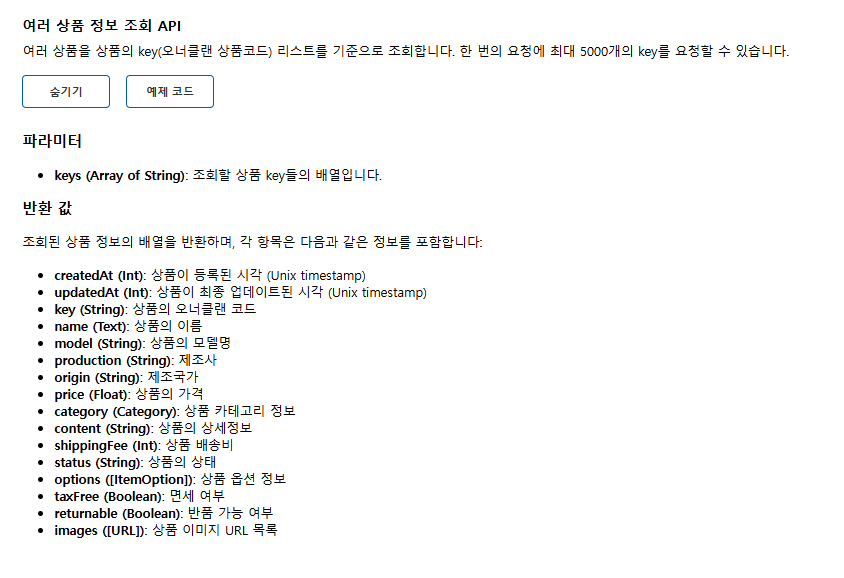 여러 상품 정보 조회 API
여러 상품을 상품의 key(오너클랜 상품코드) 리스트를 기준으로 조회합니다. 한 번의 요청에 최대 5000개의 key를 요청할 수 있습니다.
숨기기
예제 코드
파라미터
• keys (Array of String): 조회할 상품 key들의 배열입니다.
반환 값
조회된 상품 정보의 배열을 반환하며, 각 항목은 다음과 같은 정보를 포함합니다:
• createdAt (Int): 상품이 등록된 시각 (Unix timestamp)
• updatedAt (Int): 상품이 최종 업데이트된 시각 (Unix timestamp)
• key (String): 상품의 오너클랜 코드
• name (Text): 상품의 이름
• model (String): 상품의 모델명
• production (String): 제조사
• origin (String): 제조국가
• price (Float): 상품의 가격
• category (Category): 상품 카테고리 정보
• content (String): 상품의 상세정보
• shippingFee (Int): 상품 배송비
• status (String): 상품의 상태
• options ([ItemOption]): 상품 옵션 정보
• taxFree (Boolean): 면세 여부
• returnable (Boolean): 반품 가능 여부
• images ([URL]): 상품 이미지 URL 목록